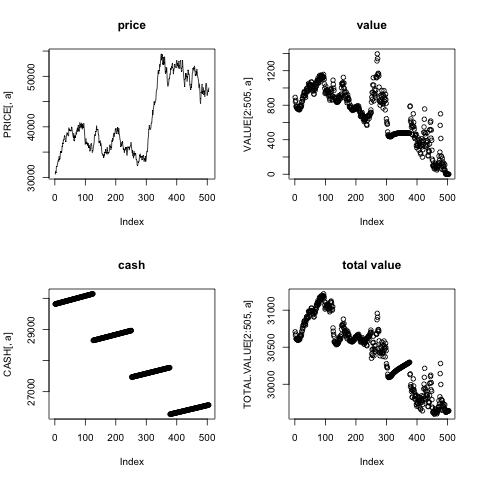 price
PRICE[, a]
30000 40000 50000
0 100 200 300 400 500
Index
value
VALUE[2:505, a]
0 400 800 1200
0 100 200 300 400 500
Index
cash
CASH[, a]
27000 29000
0 100 200 300 400 500
Index
total value
TOTAL.VALUE[2:505, a]
30000 30500 31000
0 100 200 300 400 500
Index